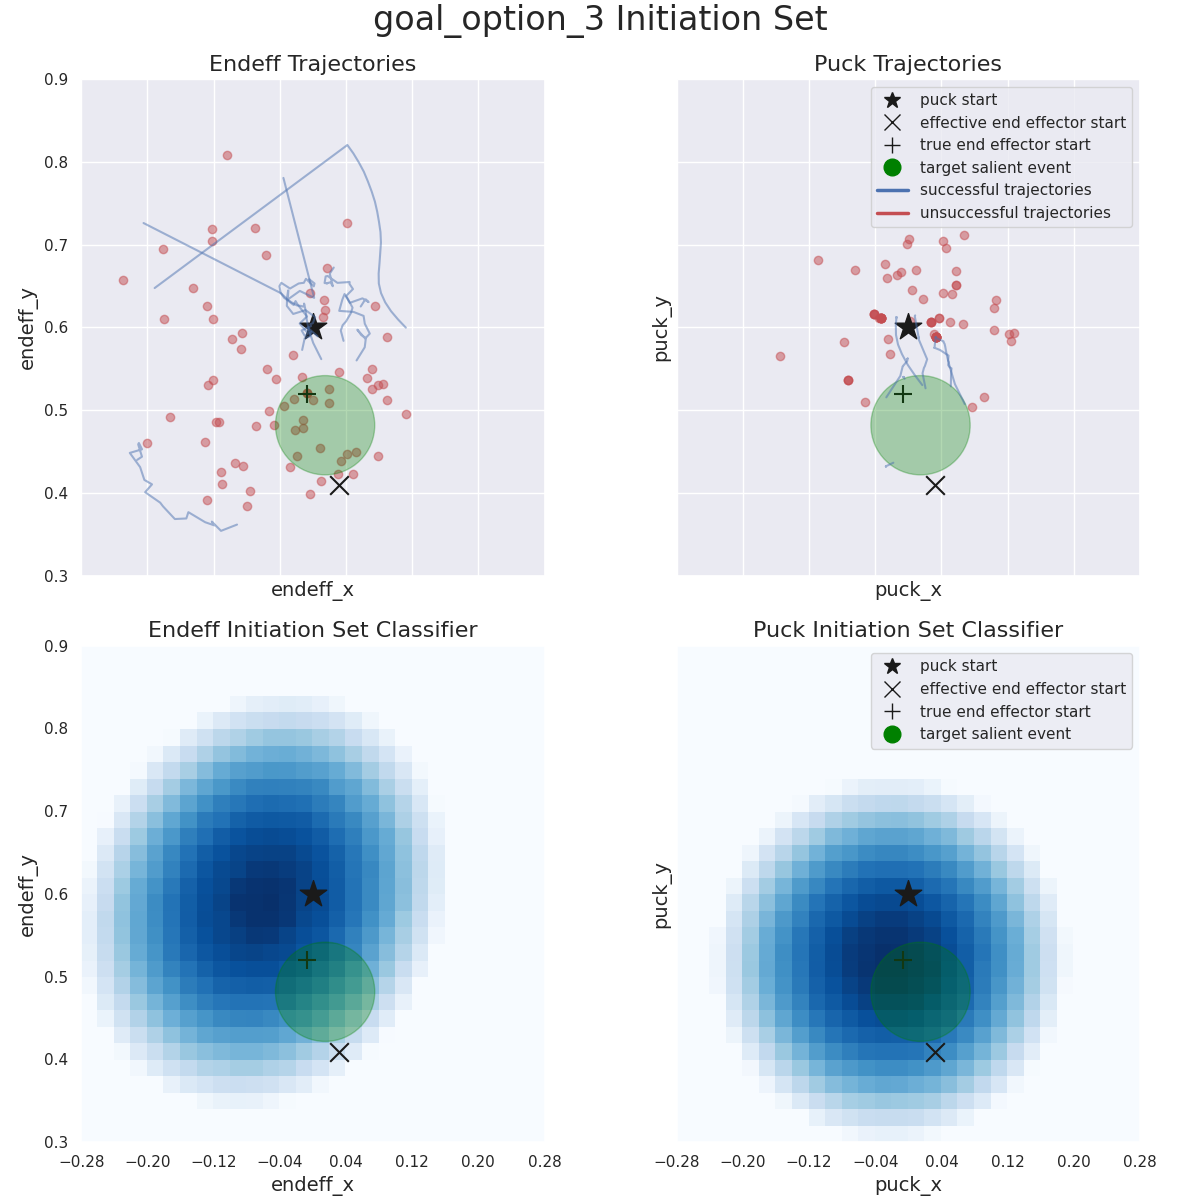 goal_option_3 Initiation Set
Endeff Trajectories
endeff_y
0.9
0.8
0.7
0.6
0.5
0.4
0.3
endeff_x
Puck Trajectories
puck_y
puck start
effective end effector start
true end effector start
target salient event
successful trajectories
unsuccessful trajectories
puck_x
Endeff Initiation Set Classifier
endeff_y
0.9
0.8
0.7
0.6
0.5
0.4
0.3
−0.28 −0.20 −0.12 −0.04 0.04 0.12 0.20 0.28
endeff_x
Puck Initiation Set Classifier
puck_y
puck start
effective end effector start
true end effector start
target salient event
−0.28 −0.20 −0.12 −0.04 0.04 0.12 0.20 0.28
puck_x